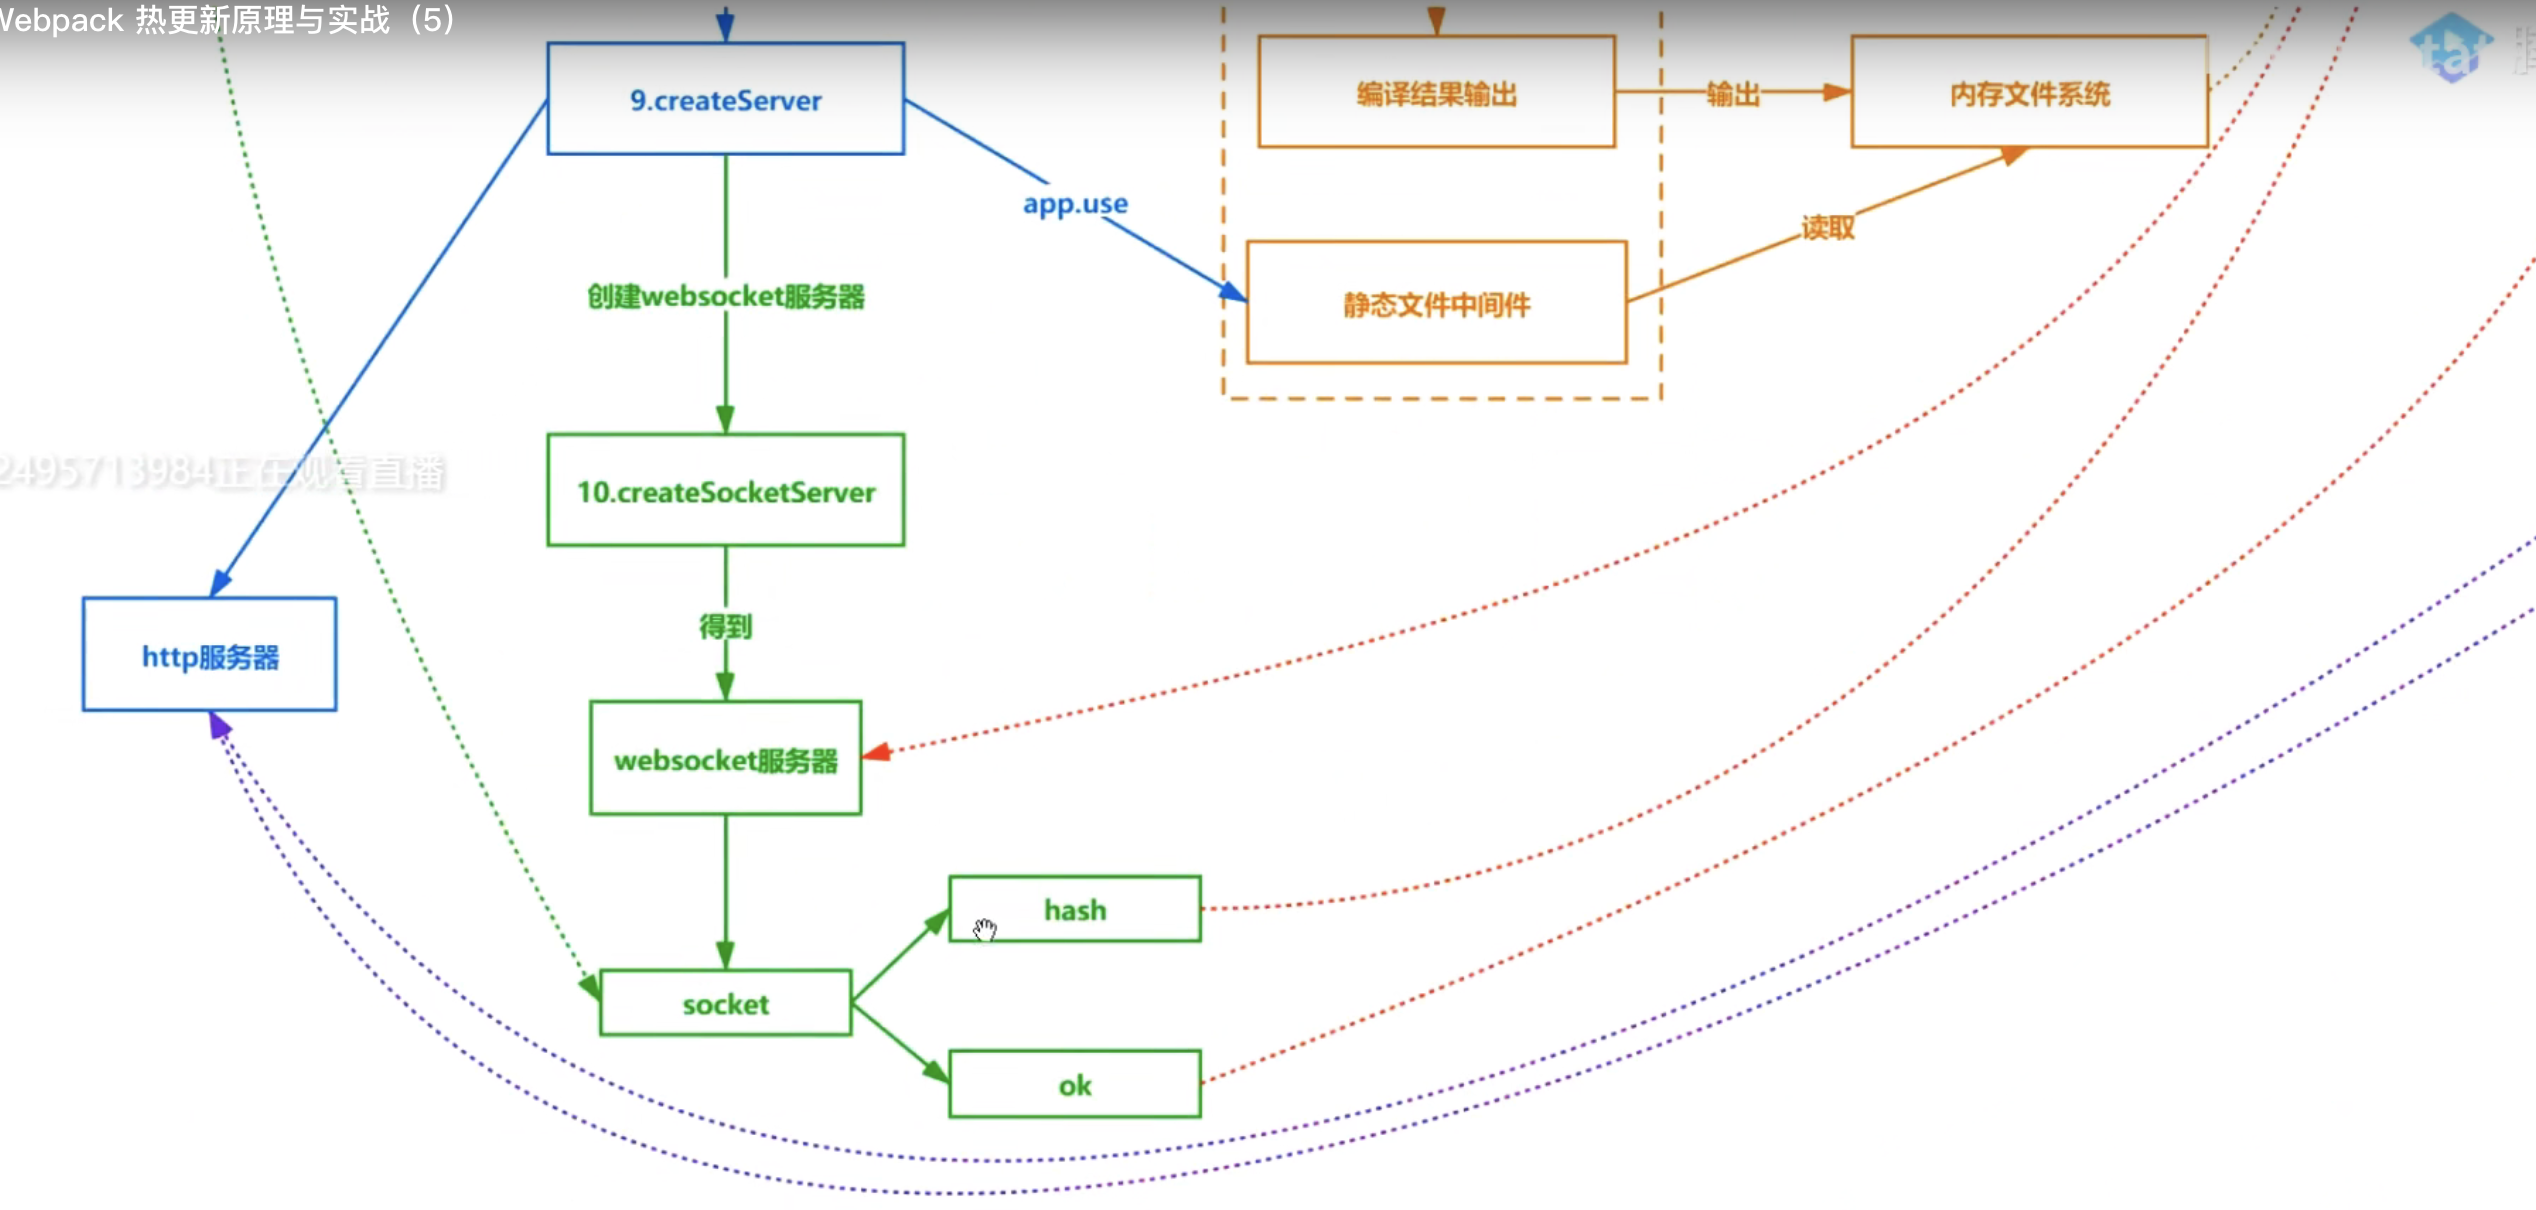 Webpack 热更新原理与实战（5）
9.createServer
编译结果输出
输出
内存文件系统
app.use
读取
创建websocket服务器
静态文件中间件
2495713984正在观看直播
10.createSocketServer
得到
http服务器
websocket服务器
hash
socket
ok